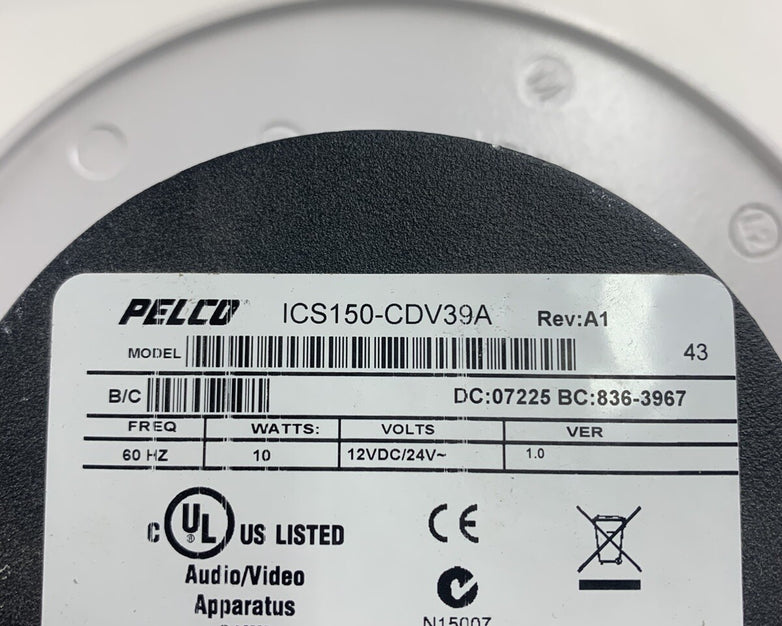 PELCO ICS150-CDV39A Rev:A1
MODEL 43
B/C DC:07225 BC:836-3967
FREQ WATTS: VOLTS VER
60 HZ 10 12VDC/24V~ 1.0
C UL ® US LISTED CE
Audio/Video
Apparatus
N15007